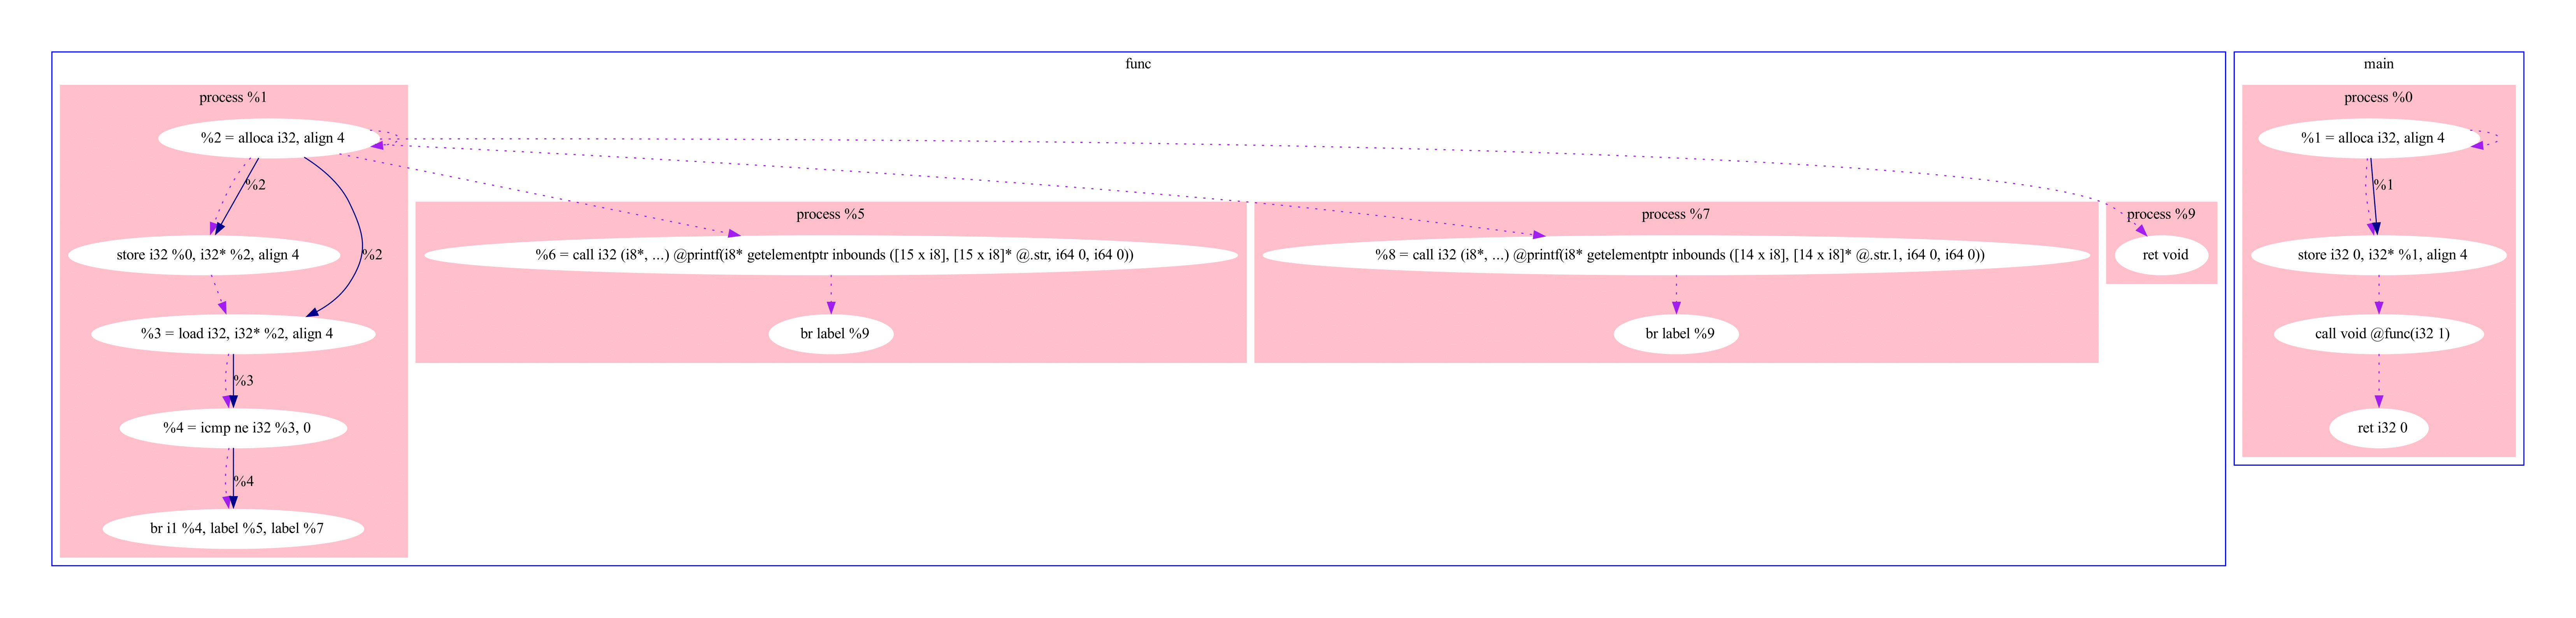 func
process %1
%2 = alloca i32, align 4
%2
store i32 %0, i32* %2, align 4
%2
%3 = load i32, i32* %2, align 4
%3
%4 = icmp ne i32 %3, 0
%4
br i1 %4, label %5, label %7
process %5
%6 = call i32 (i8*, ...) @printf(i8* getelementptr inbounds ([15 x i8], [15 x i8]* @.str, i64 0, i64 0))
br label %9
process %7
%8 = call i32 (i8*, ...) @printf(i8* getelementptr inbounds ([14 x i8], [14 x i8]* @.str.1, i64 0, i64 0))
br label %9
process %9
ret void
main
process %0
%1 = alloca i32, align 4
%1
store i32 0, i32* %1, align 4
call void @func(i32 1)
ret i32 0